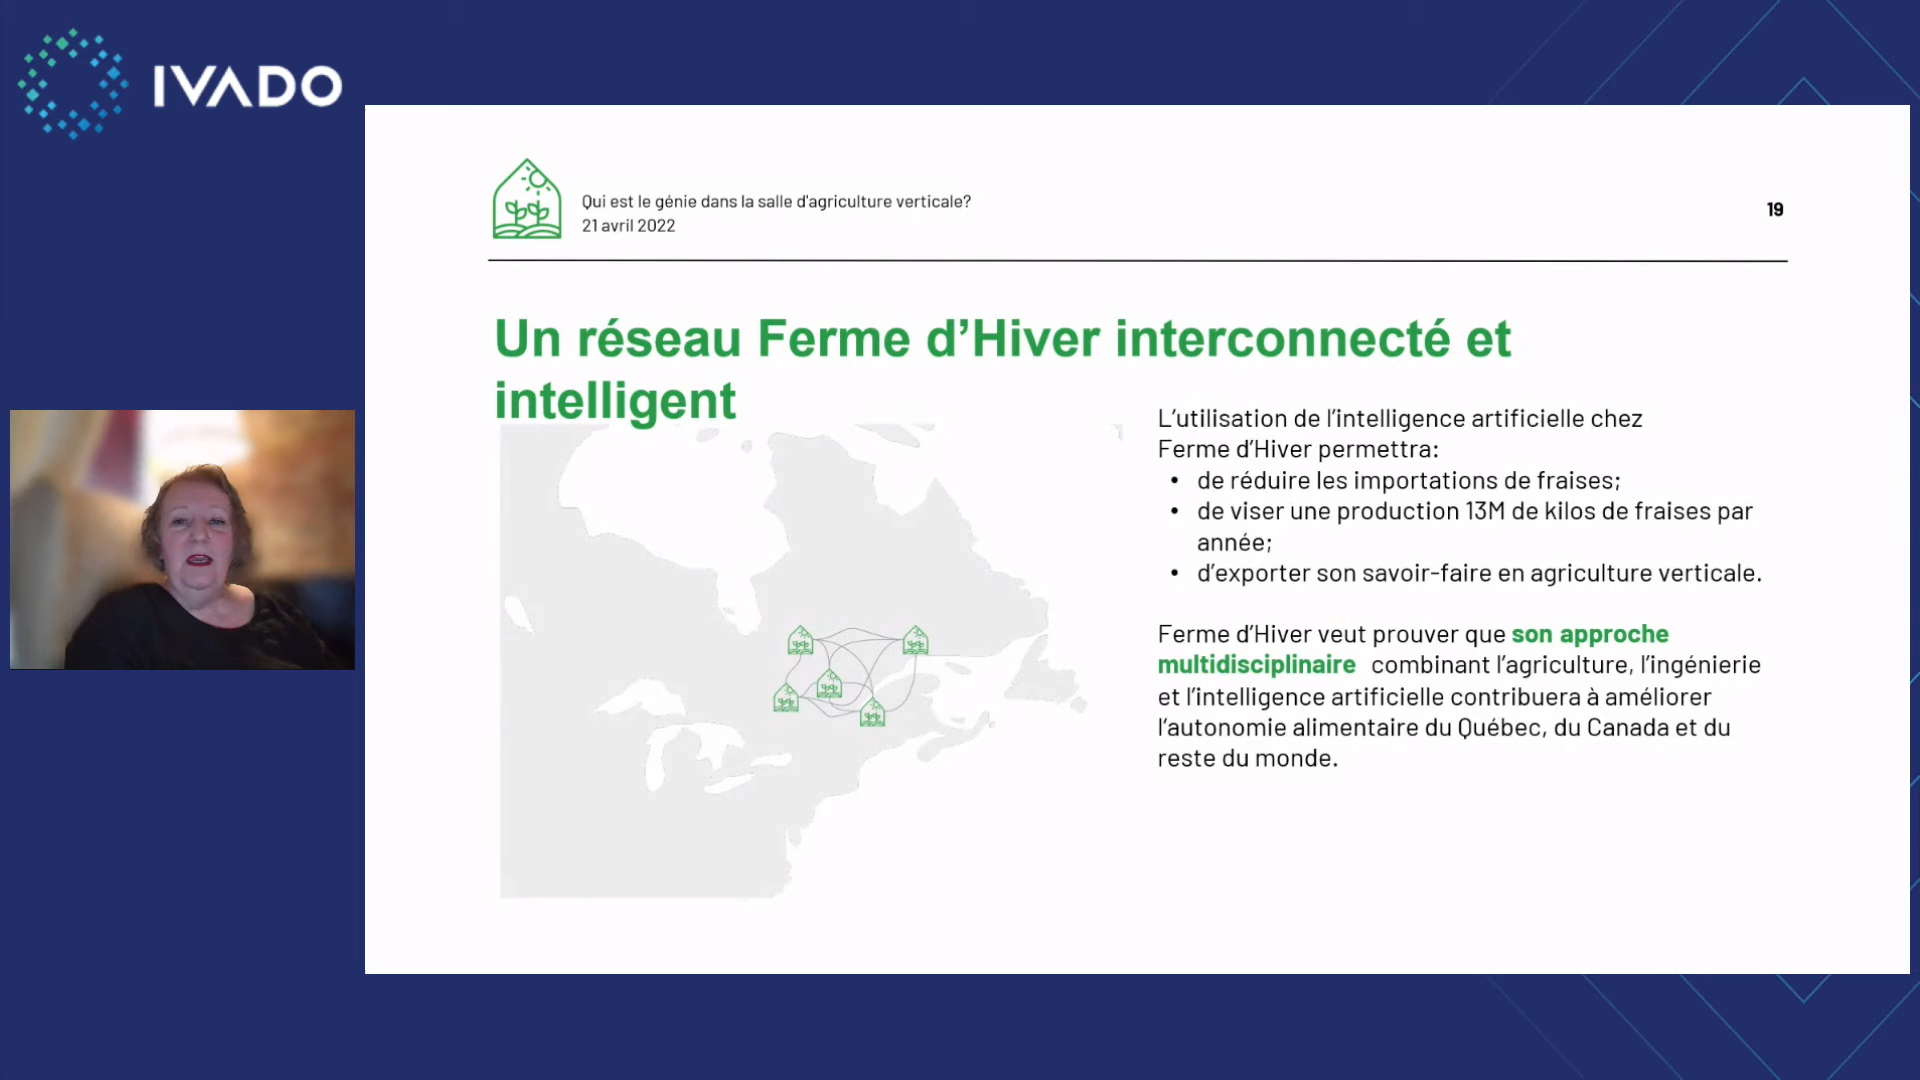 IVADO
Qui est le génie dans la salle d'agriculture verticale?
21 avril 2022
19
Un réseau Ferme d’Hiver interconnecté et
intelligent
L’utilisation de l’intelligence artificielle chez
Ferme d’Hiver permettra:
• de réduire les importations de fraises;
• de viser une production 13M de kilos de fraises par
année;
• d’exporter son savoir-faire en agriculture verticale.
Ferme d’Hiver veut prouver que son approche
multidisciplinaire combinant l’agriculture, l’ingénierie
et l’intelligence artificielle contribuera à améliorer
l’autonomie alimentaire du Québec, du Canada et du
reste du monde.